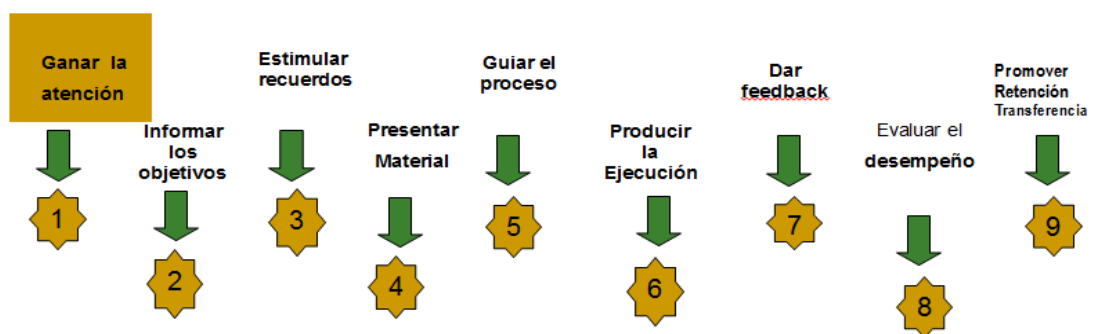 Ganar la
atención
1
Informar
los
objetivos
2
Estimular
recuerdos
3
Presentar
Material
4
Guiar el
proceso
5
Producir
la
Ejecución
6
Dar
feedback
7
Evaluar el
desempeño
8
Promover
Retención
Transferencia
9